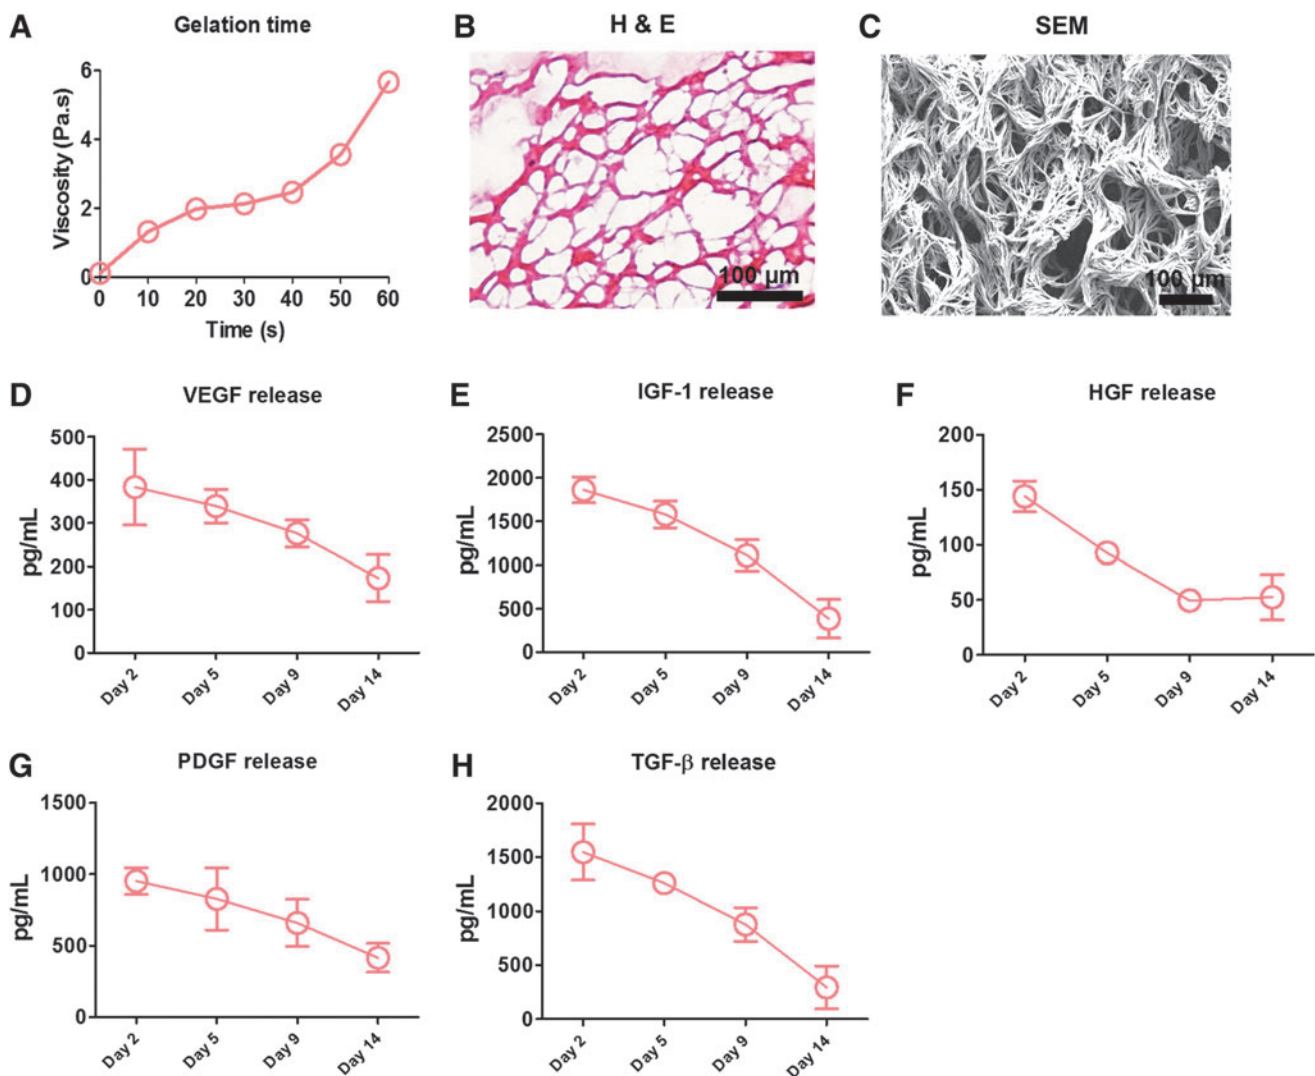 A
Gelation time
Viscosity (Pa.s)
6
4
2
0
0 10 20 30 40 50 60
Time (s)
B
H & E
100 µm
C
SEM
100 µm
D
VEGF release
pg/mL
500
400
300
200
100
0
Day 2 Day 5 Day 9 Day 14
E
IGF-1 release
pg/mL
2500
2000
1500
1000
500
0
Day 2 Day 5 Day 9 Day 14
F
HGF release
pg/mL
200
150
100
50
0
Day 2 Day 5 Day 9 Day 14
G
PDGF release
pg/mL
1500
1000
500
0
Day 2 Day 5 Day 9 Day 14
H
TGF-β release
pg/mL
2000
1500
1000
500
0
Day 2 Day 5 Day 9 Day 14